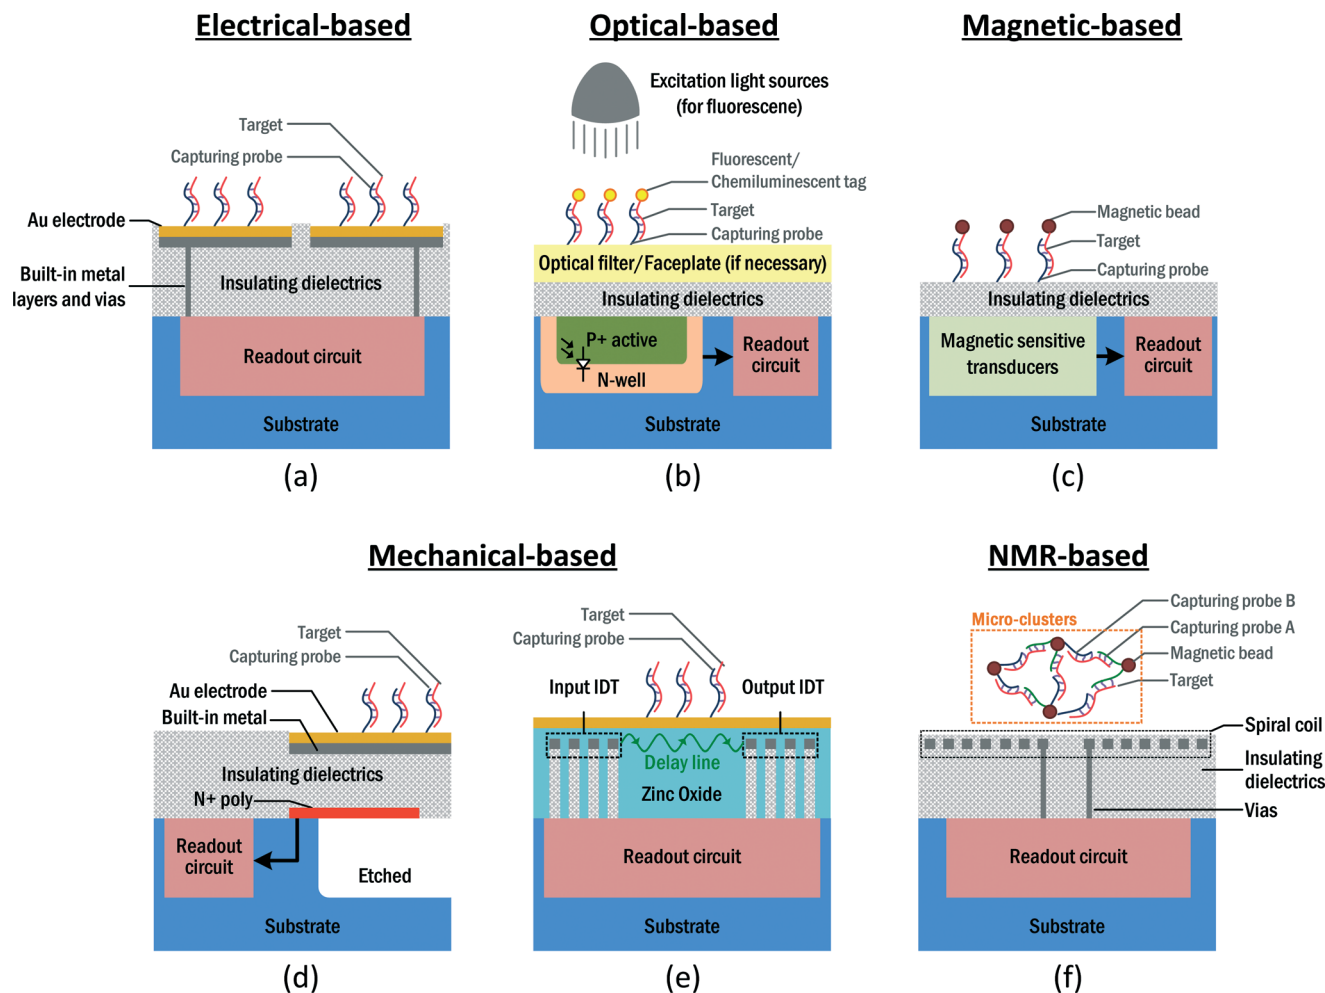 Electrical-based
Target
Capturing probe
Au electrode
Built-in metal
layers and vias
Insulating dielectrics
Readout circuit
Substrate
(a)
Optical-based
Excitation light sources
(for fluorescene)
Fluorescent/
Chemiluminescent tag
Target
Capturing probe
Optical filter/Faceplate (if necessary)
Insulating dielectrics
P+ active
N-well
Readout
circuit
Substrate
(b)
Magnetic-based
Magnetic bead
Target
Capturing probe
Insulating dielectrics
Magnetic sensitive
transducers
Readout
circuit
Substrate
(c)
Mechanical-based
Target
Capturing probe
Au electrode
Built-in metal
Insulating dielectrics
N+ poly
Readout
circuit
Etched
Substrate
(d)
Target
Capturing probe
Input IDT
Output IDT
Delay line
Zinc Oxide
Readout circuit
Substrate
(e)
NMR-based
Capturing probe B
Micro-clusters
Capturing probe A
Magnetic bead
Target
Spiral coil
Insulating
dielectrics
Vias
Readout circuit
Substrate
(f)